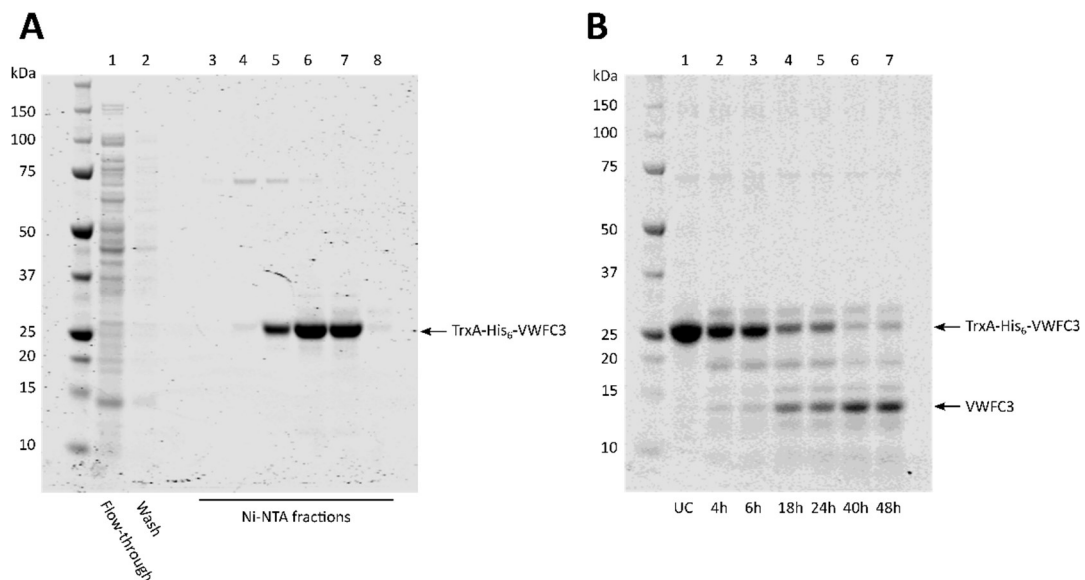 A
1 2 3 4 5 6 7 8
kDa
150
100
75
50
37
25
20
15
10
TrxA-His₆-VWFC3
Flow-through
Wash
Ni-NTA fractions
B
1 2 3 4 5 6 7
kDa
150
100
75
50
37
25
20
15
10
TrxA-His₆-VWFC3
VWFC3
UC 4h 6h 18h 24h 40h 48h